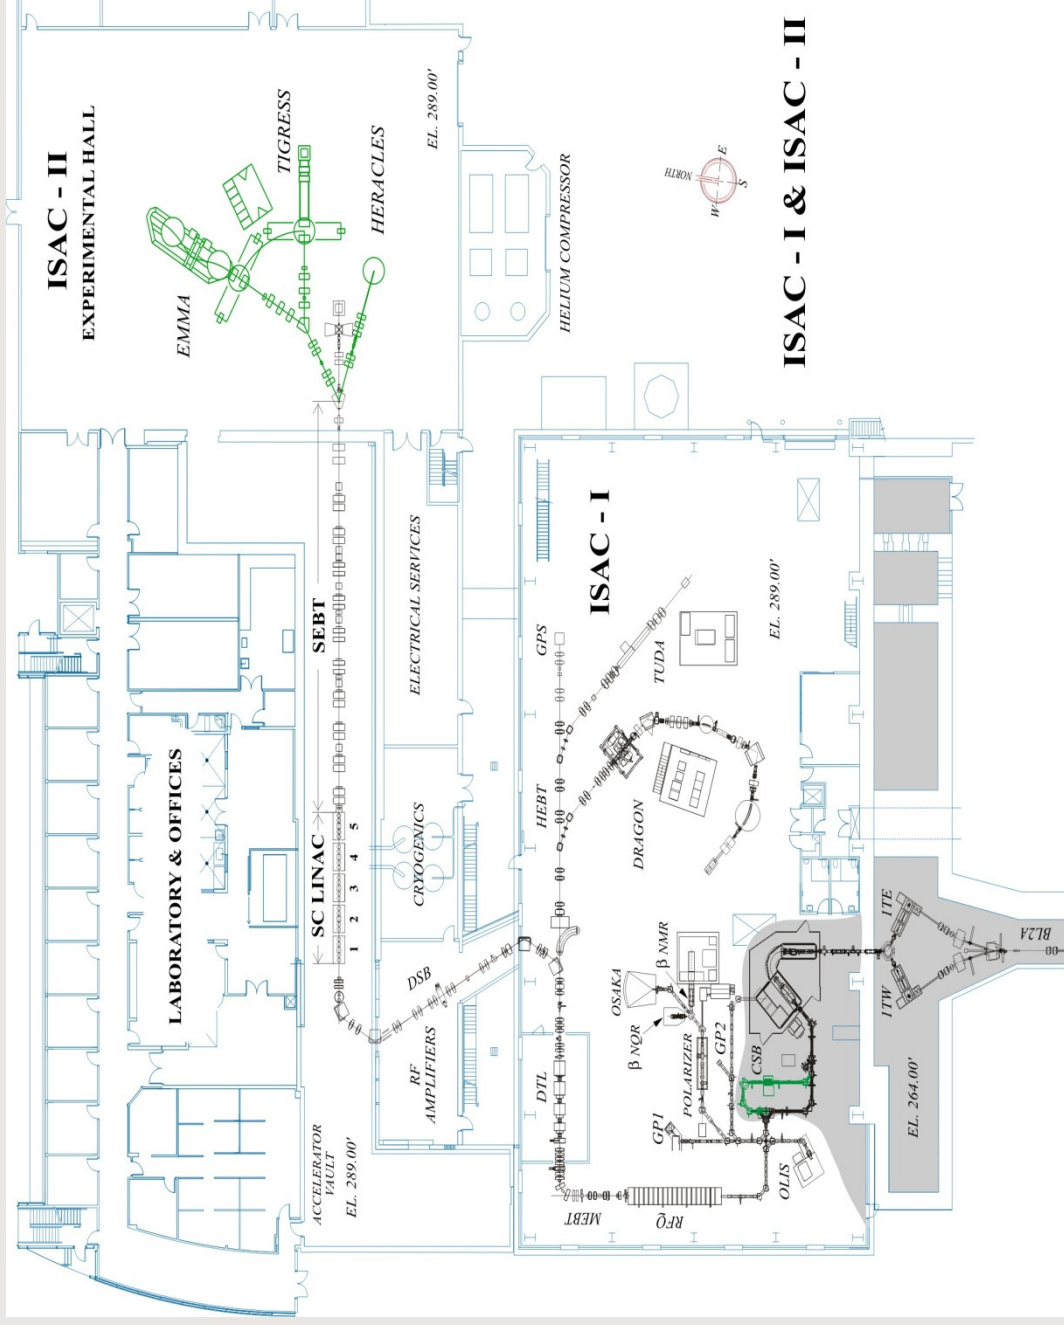 ISAC - II
EXPERIMENTAL HALL
EMMA
TIGRESS
HERACLES
EL. 289.00'
HELIUM COMPRESSOR
NORTH
E
S
W
ISAC - I & ISAC - II
LABORATORY & OFFICES
SEBT
SC LINAC
1
2
3
4
5
ELECTRICAL SERVICES
CRYOGENICS
DSB
RF
AMPLIFIERS
ACCELERATOR
VAULT
EL. 289.00'
ISAC - I
GPS
HEBT
TUDA
DRAGON
EL. 289.00'
DTL
MEBT
RFQ
OSAKA
β NMR
β NQR
POLARIZER
GP2
GP1
CSB
OLIS
1TE
1TW
BL2A
EL. 264.00'